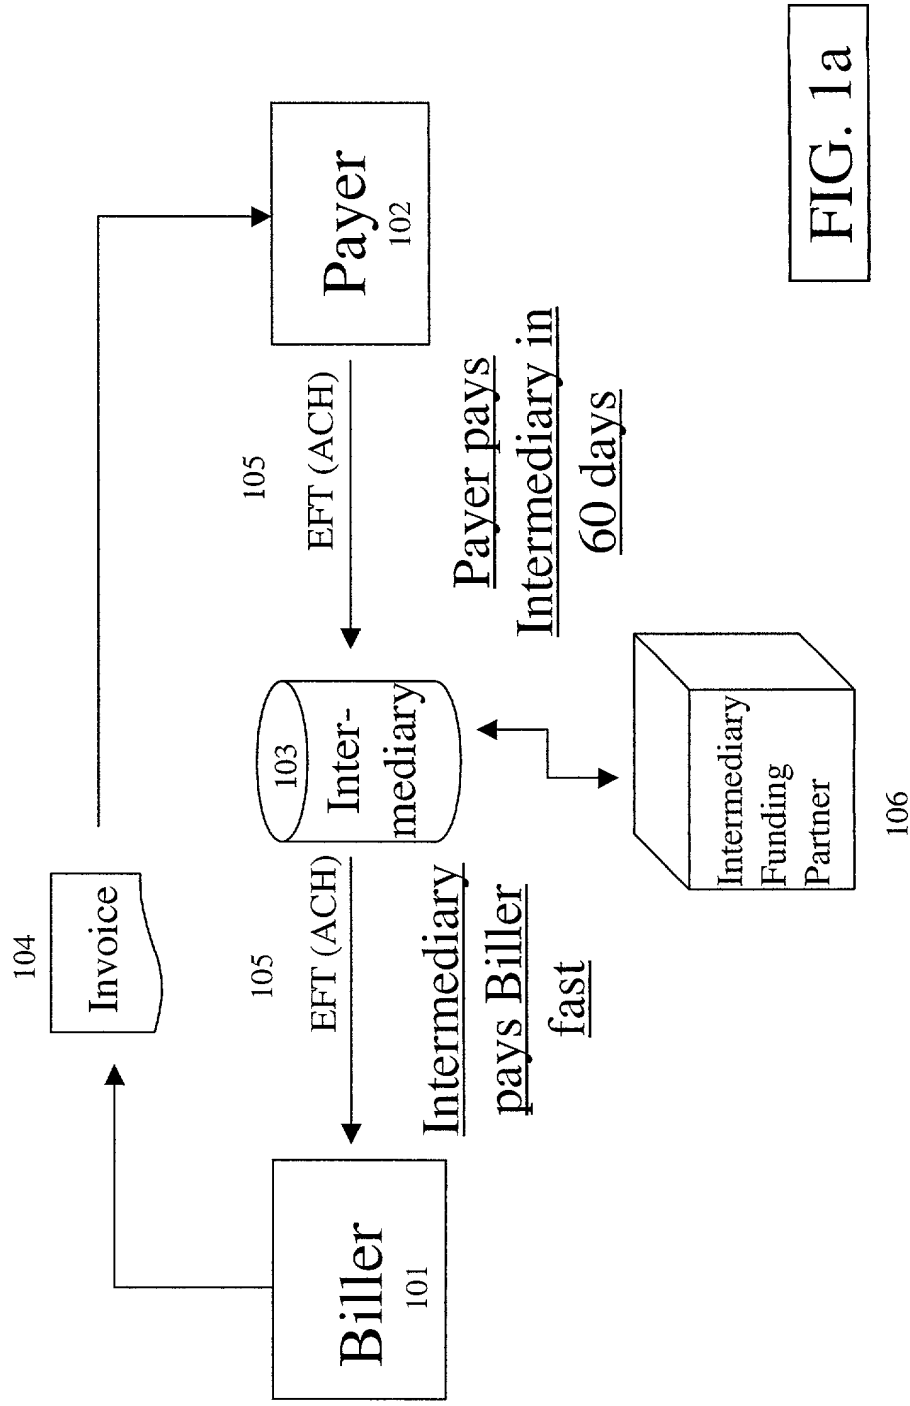 104
Invoice
Biller
101
105
EFT (ACH)
Intermediary
pays Biller
fast
103
Inter-
mediary
105
EFT (ACH)
Payer pays
Intermediary in
60 days
Payer
102
Intermediary
Funding
Partner
106
FIG. 1a